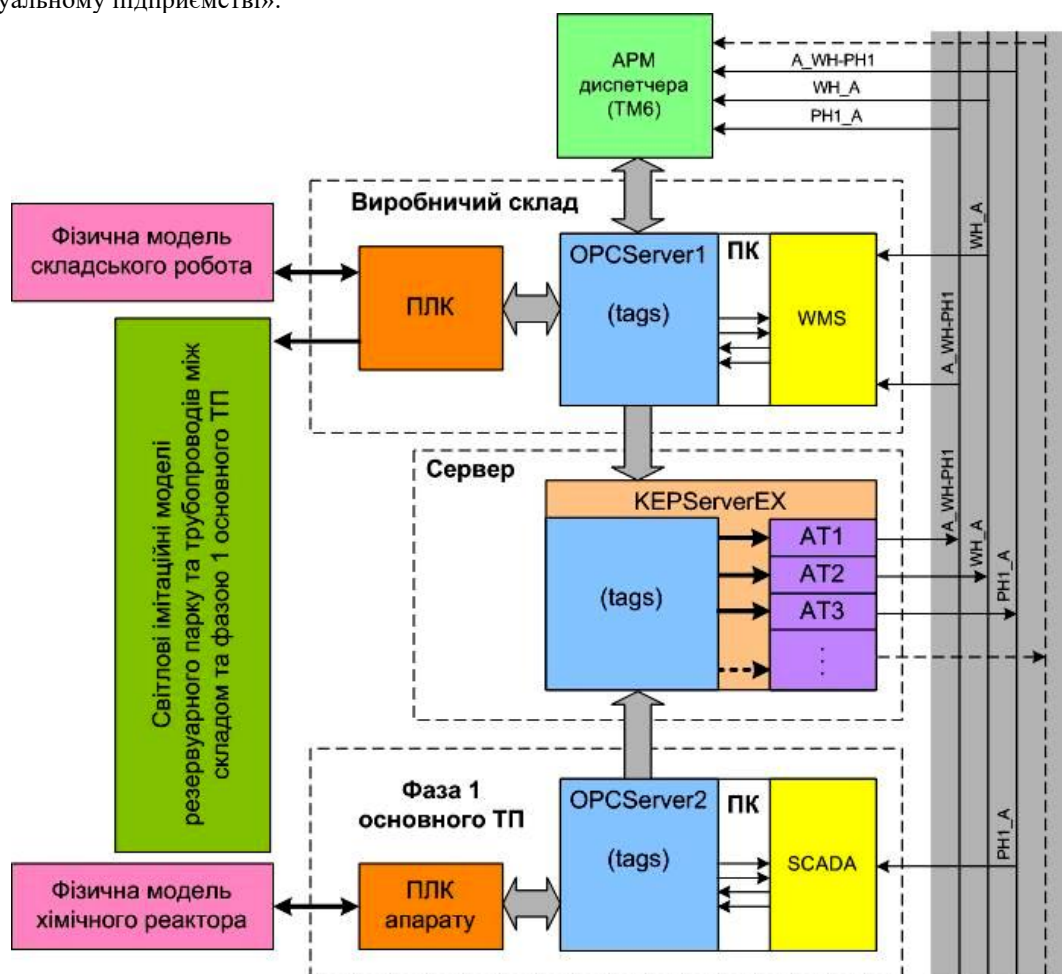 уальному підприємстві».
АРМ
диспетчера
(ТМ6)
A_WH-PH1
WH_A
PH1_A
Виробничий склад
Фізична модель
складського робота
ПЛК
OPCServer1
(tags)
ПК
WMS
WH_A
A_WH-PH1
Світлові імітаційні моделі
резервуарного парку та трубопроводів між
складом та фазою 1 основного ТП
Сервер
KEPServerEX
(tags)
AT1
AT2
AT3
⋮
A_WH-PH1
WH_A
PH1_A
Фаза 1
основного ТП
Фізична модель
хімічного реактора
ПЛК
апарату
OPCServer2
(tags)
ПК
SCADA
PH1_A